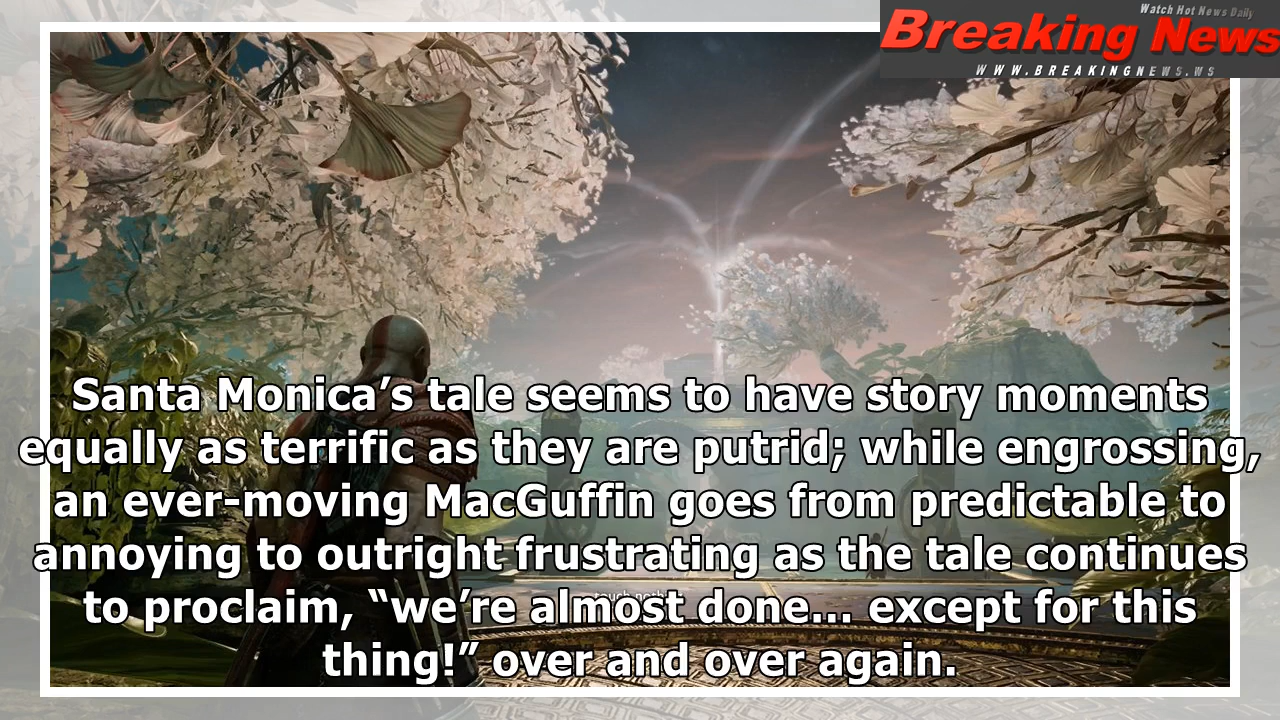 Watch Hot News Daily
Breaking News
WWW.BREAKINGNEWS.WS
Santa Monica’s tale seems to have story moments
equally as terrific as they are putrid; while engrossing,
an ever-moving MacGuffin goes from predictable to
annoying to outright frustrating as the tale continues
to proclaim, “we’re almost done... except for this
thing!” over and over again.